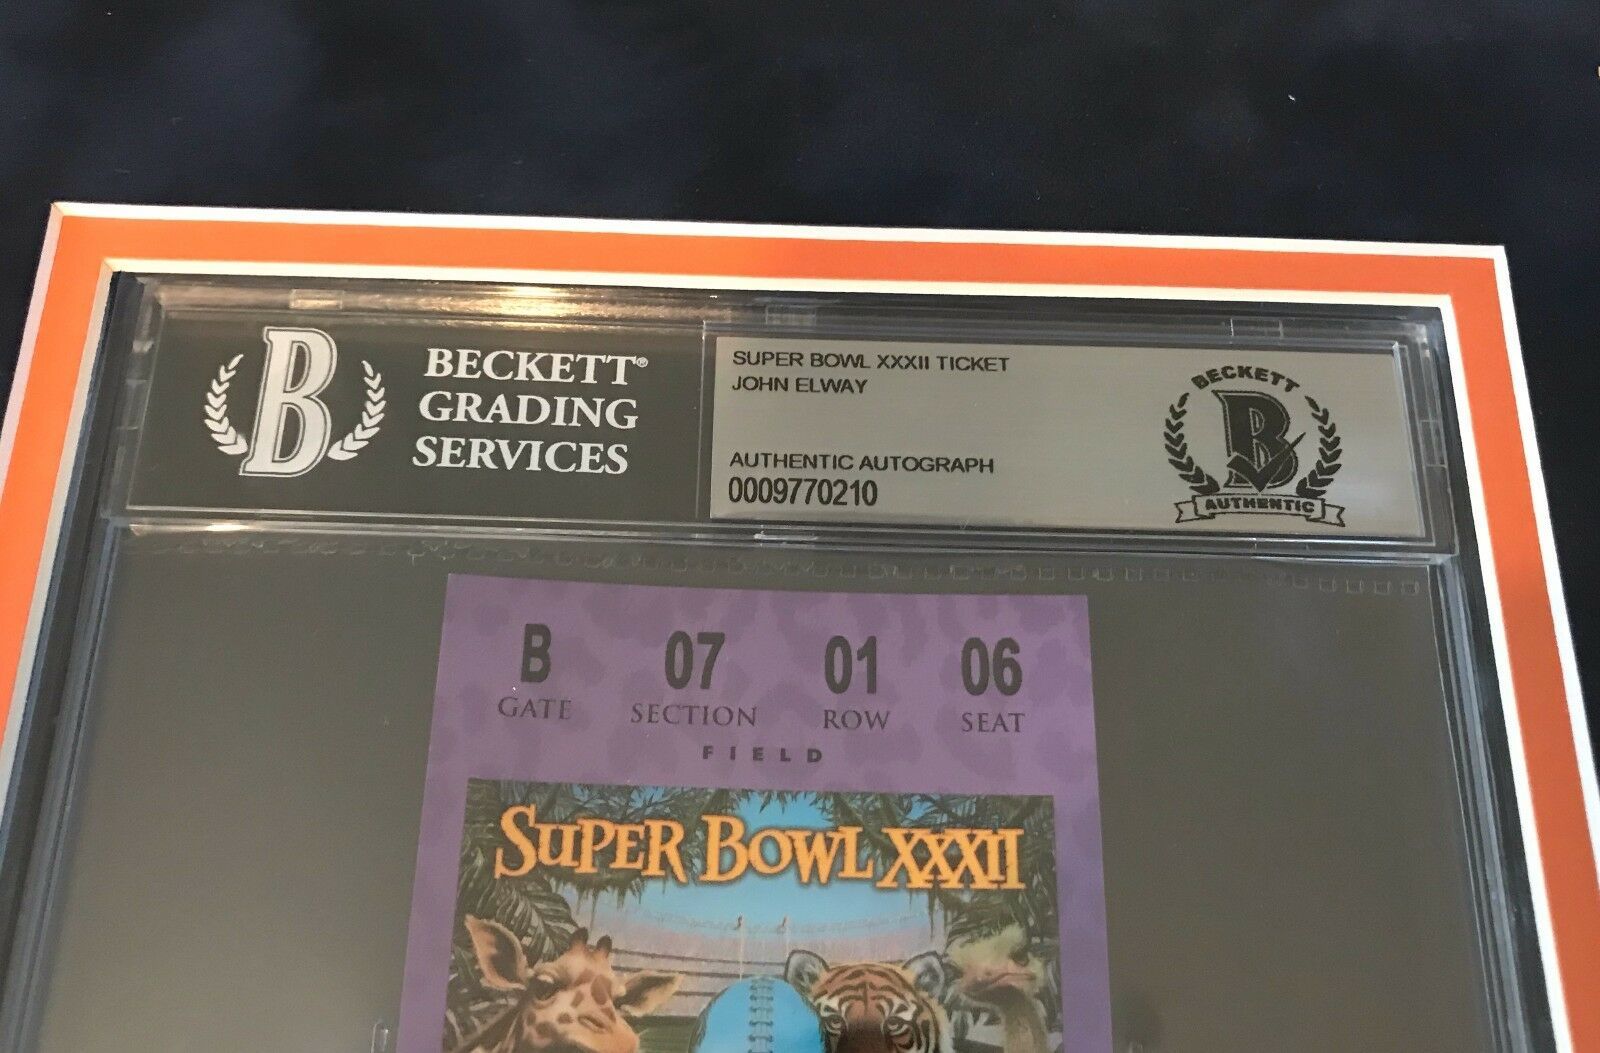 B
BECKETT®
GRADING
SERVICES
SUPER BOWL XXXII TICKET
JOHN ELWAY
AUTHENTIC AUTOGRAPH
0009770210
BECKETT
B
AUTHENTIC
B 07 01 06
GATE SECTION ROW SEAT
FIELD
SUPER BOWL XXXII